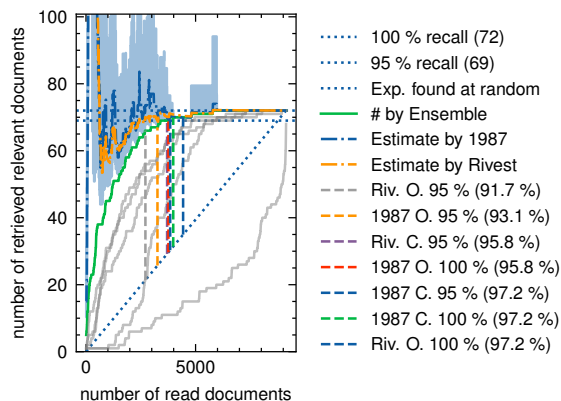 100
80
60
40
20
0
0
5000
number of retrieved relevant documents
number of read documents
100 % recall (72)
95 % recall (69)
Exp. found at random
# by Ensemble
Estimate by 1987
Estimate by Rivest
Riv. O. 95 % (91.7 %)
1987 O. 95 % (93.1 %)
Riv. C. 95 % (95.8 %)
1987 O. 100 % (95.8 %)
1987 C. 95 % (97.2 %)
1987 C. 100 % (97.2 %)
Riv. O. 100 % (97.2 %)